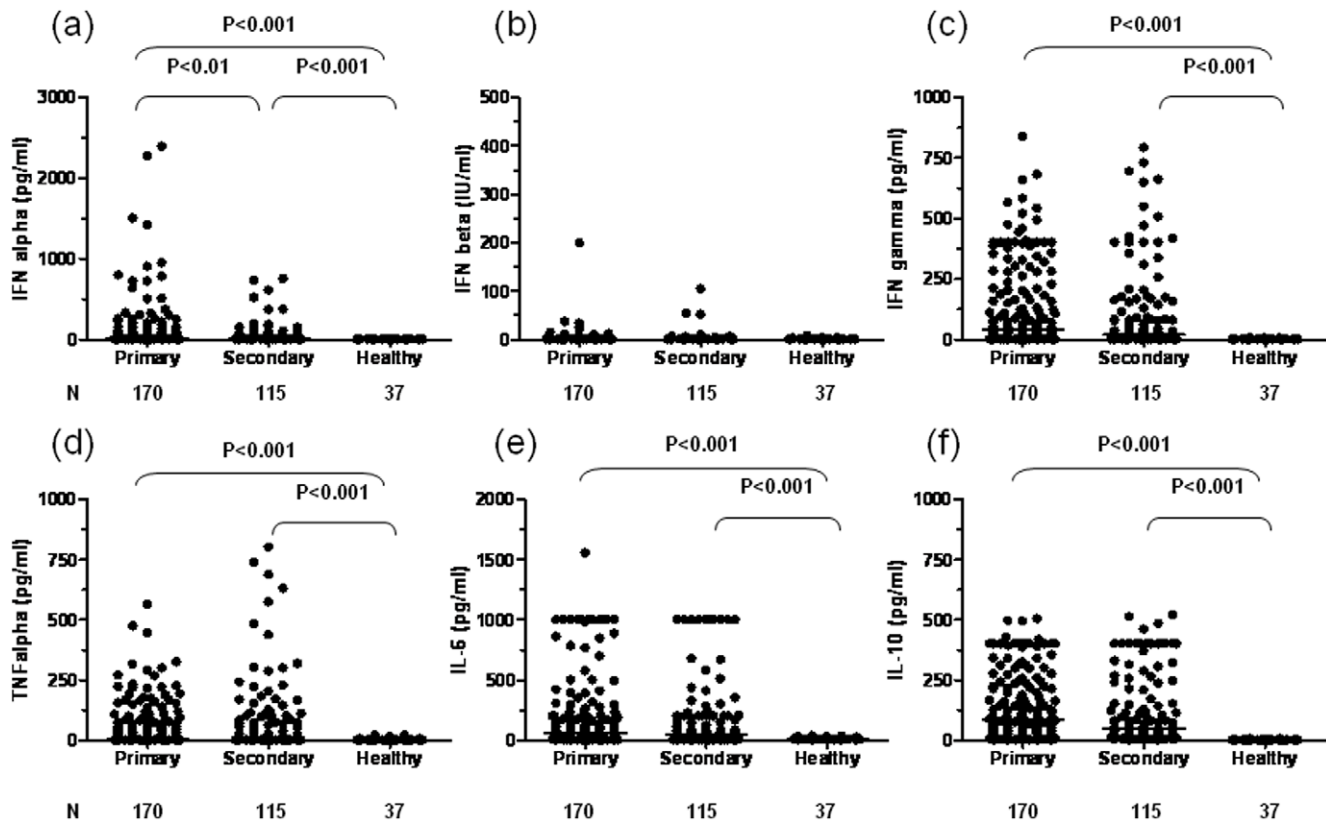 (a)
P<0.001
P<0.01
P<0.001
IFN alpha (pg/ml)
3000
2000
1000
0
Primary
Secondary
Healthy
N
170
115
37
(b)
IFN beta (IU/ml)
500
400
300
200
100
0
Primary
Secondary
Healthy
170
115
37
(c)
P<0.001
P<0.001
IFN gamma (pg/ml)
1000
750
500
250
0
Primary
Secondary
Healthy
170
115
37
(d)
P<0.001
P<0.001
TNFalpha (pg/ml)
1000
750
500
250
0
Primary
Secondary
Healthy
N
170
115
37
(e)
P<0.001
P<0.001
IL-6 (pg/ml)
2000
1500
1000
500
0
Primary
Secondary
Healthy
170
115
37
(f)
P<0.001
P<0.001
IL-10 (pg/ml)
1000
750
500
250
0
Primary
Secondary
Healthy
170
115
37